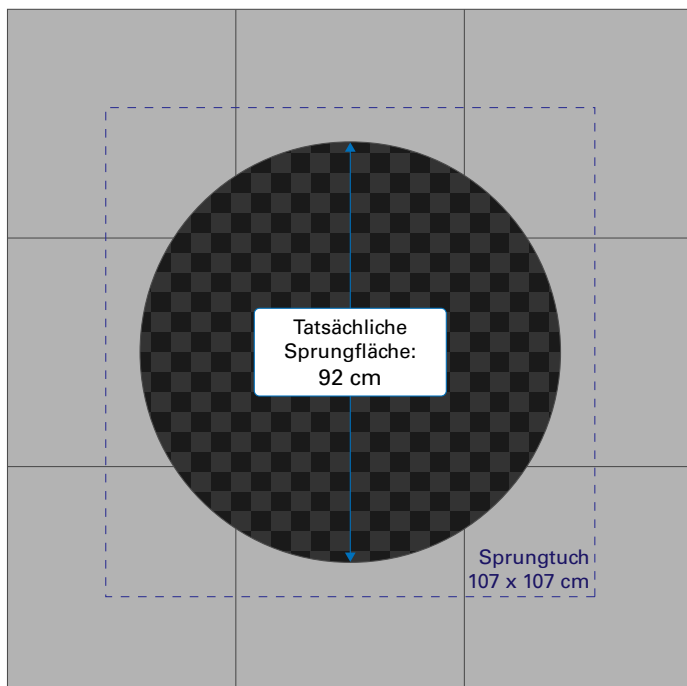 Tatsächliche
Sprungfläche:
92 cm
Sprungtuch
107 x 107 cm